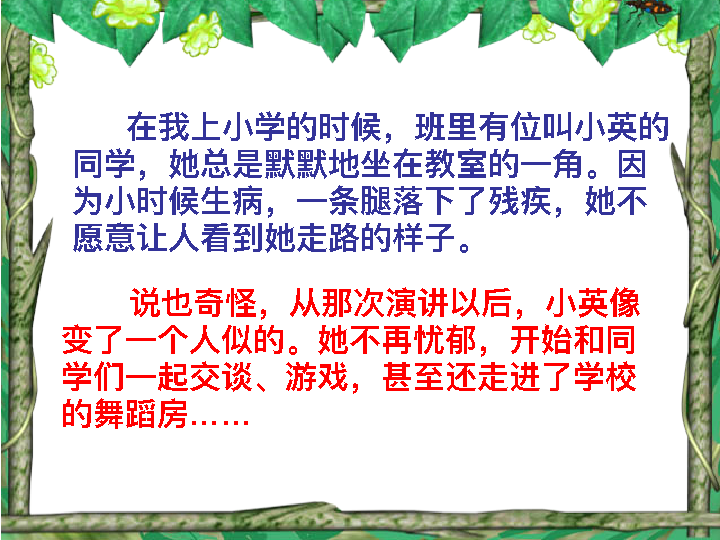 在我上小学的时候，班里有位叫小英的
同学，她总是默默地坐在教室的一角。因
为小时候生病，一条腿落下了残疾，她不
愿意让人看到她走路的样子。
说也奇怪，从那次演讲以后，小英像
变了一个人似的。她不再忧郁，开始和同
学们一起交谈、游戏，甚至还走进了学校
的舞蹈房……